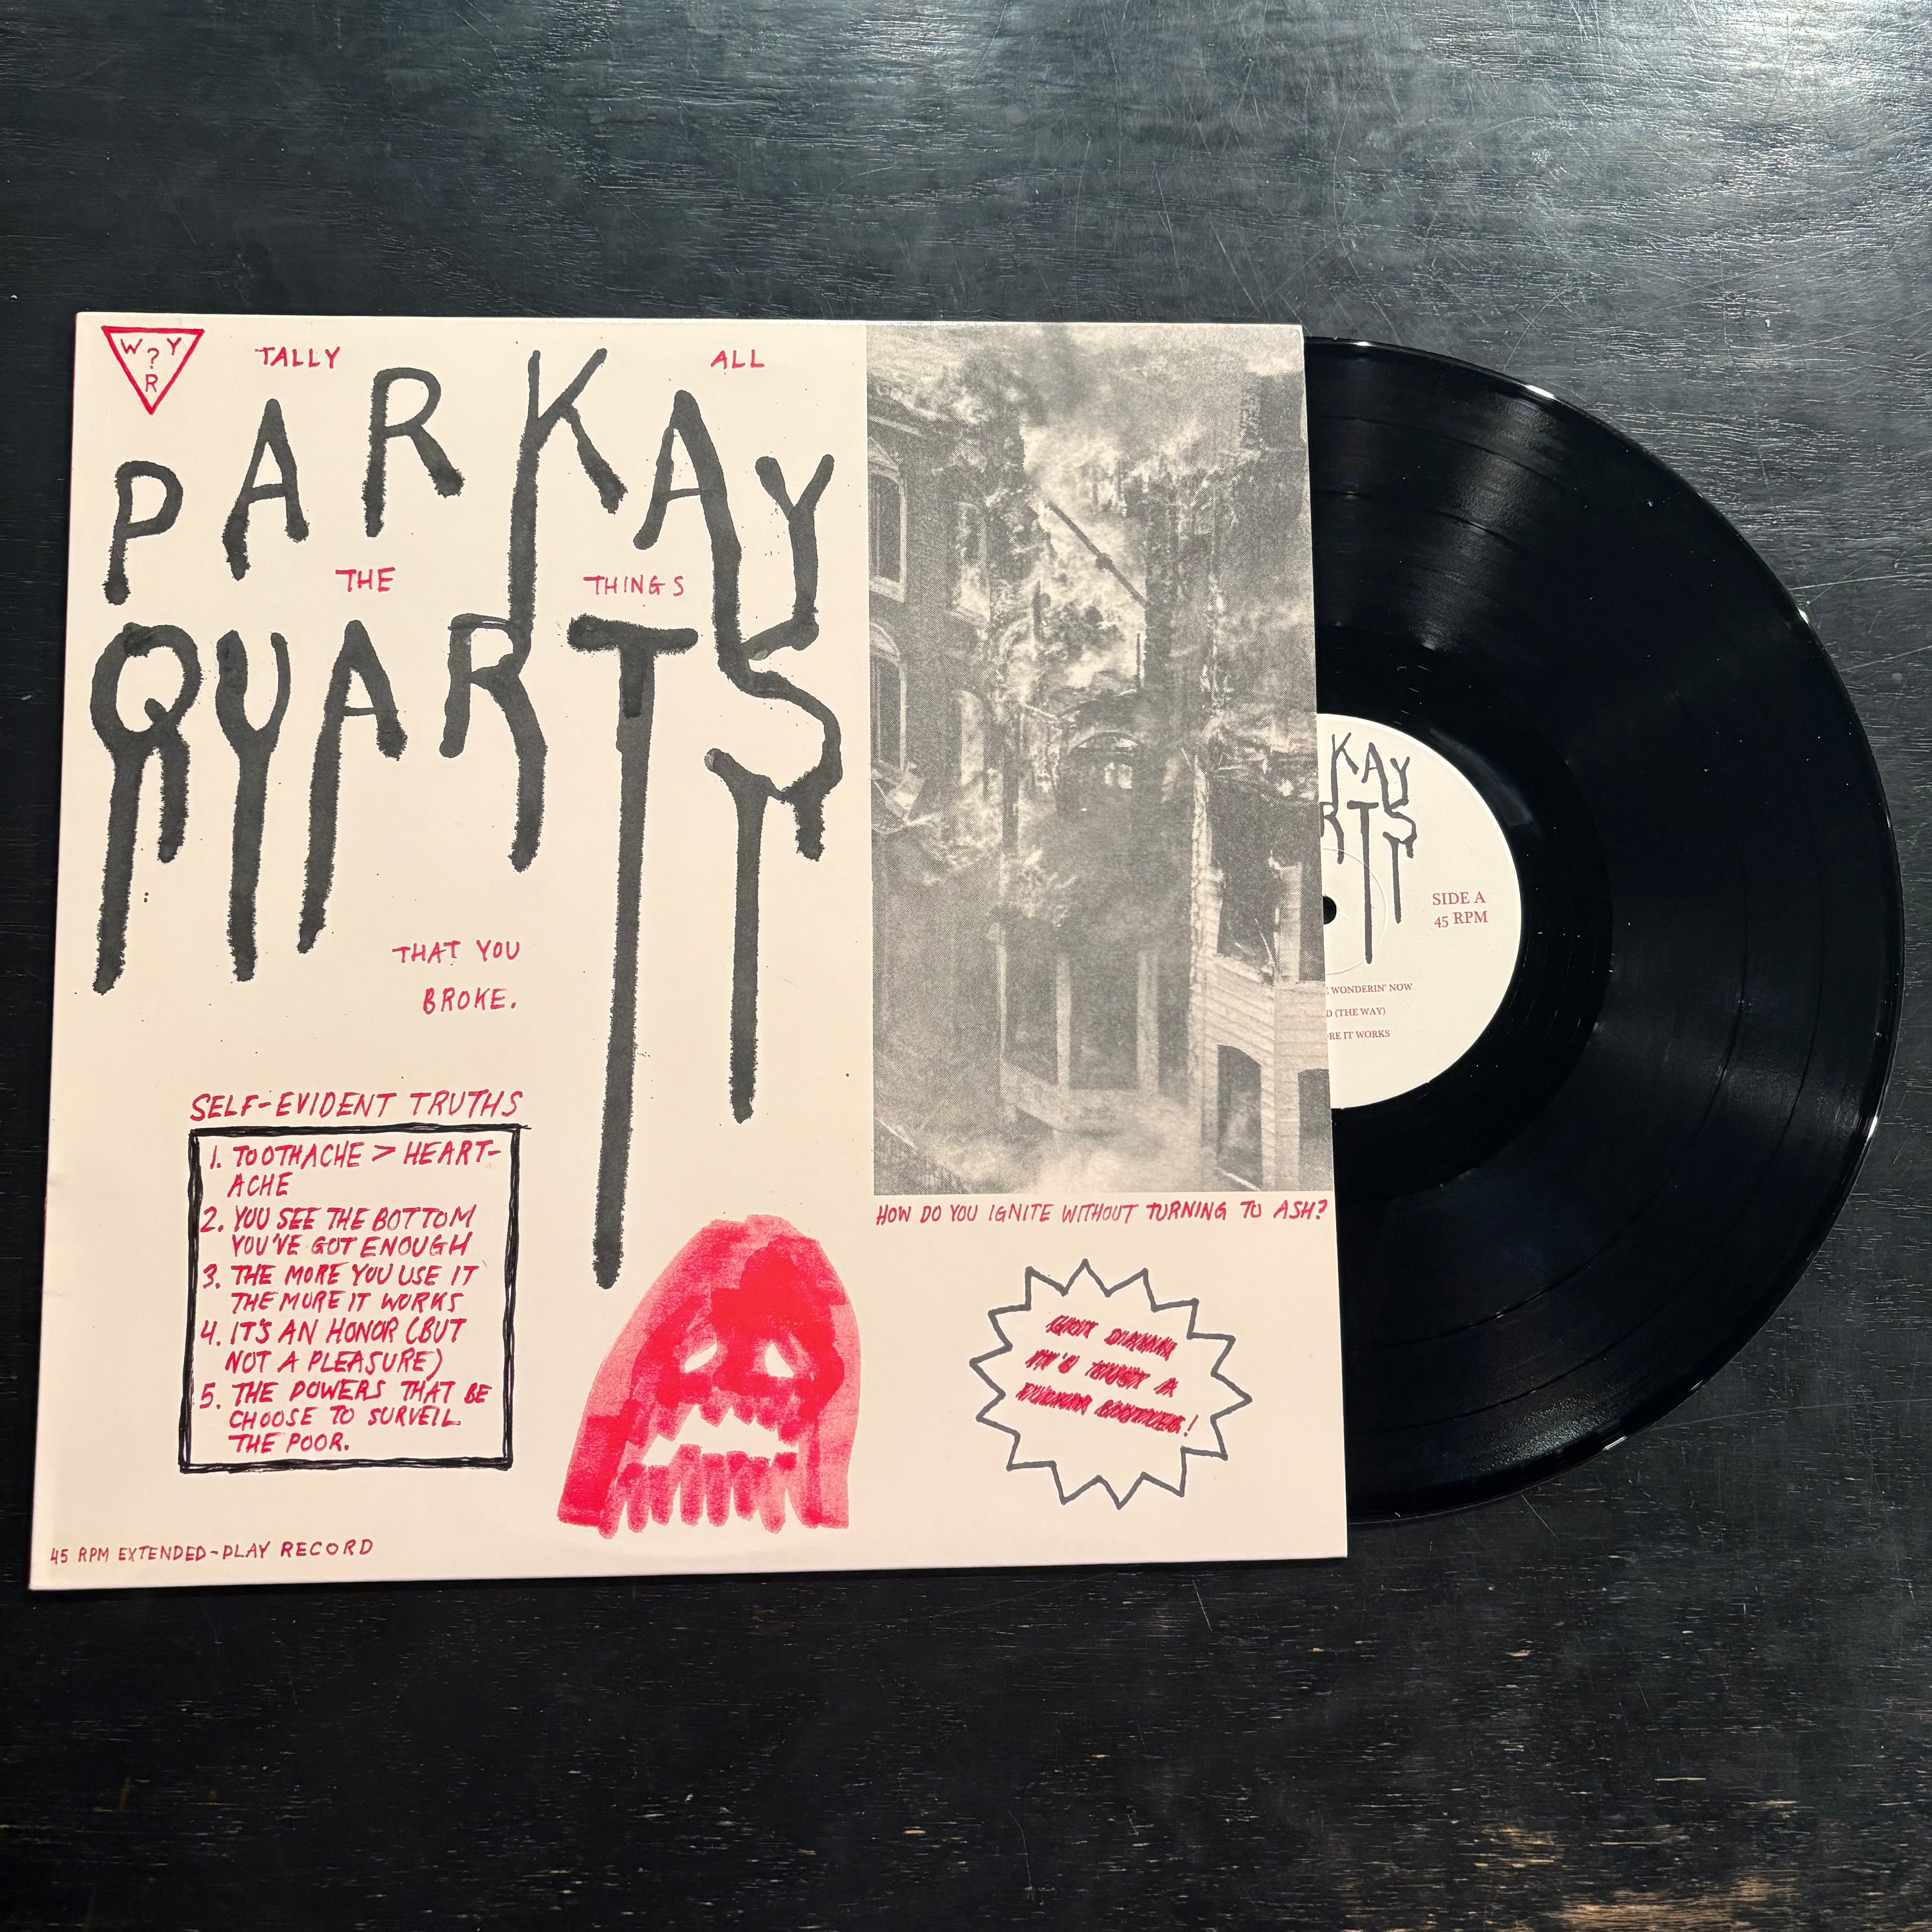 W ? Y
R
TALLY ALL
PARKAY
THE THINGS
QUARTS
THAT YOU
BROKE.
SELF-EVIDENT TRUTHS
1. TOOTHACHE > HEART-
ACHE
2. YOU SEE THE BOTTOM
YOU'VE GOT ENOUGH
3. THE MORE YOU USE IT
THE MORE IT WORKS
4. IT'S AN HONOR (BUT
NOT A PLEASURE)
5. THE POWERS THAT BE
CHOOSE TO SURVEIL
THE POOR.
45 RPM EXTENDED-PLAY RECORD
HOW DO YOU IGNITE WITHOUT TURNING TO ASH?
KAY
RTS
SIDE A
45 RPM
E WONDERIN' NOW
D (THE WAY)
RE IT WORKS